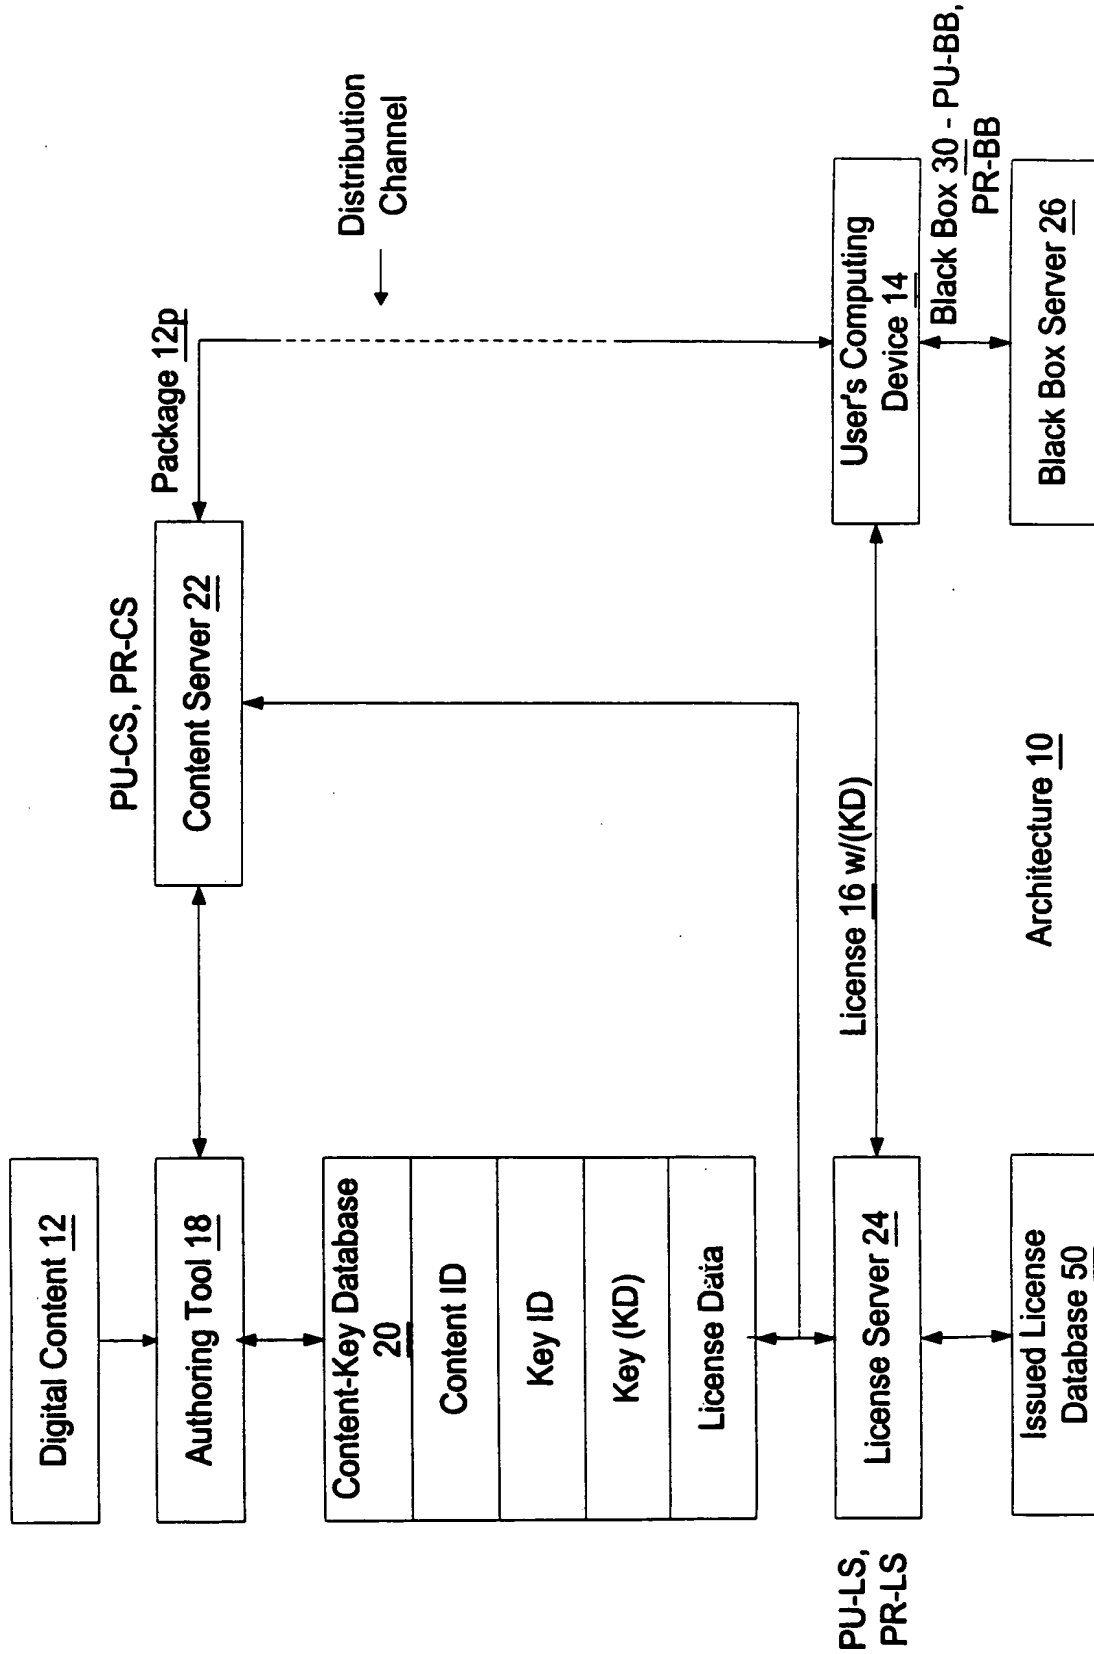 Digital Content 12
Authoring Tool 18
Content-Key Database
20
Content ID
Key ID
Key (KD)
License Data
PU-LS,
PR-LS
License Server 24
Issued License
Database 50
PU-CS, PR-CS
Content Server 22
Package 12p
Distribution
Channel
License 16 w/(KD)
User's Computing
Device 14
Black Box 30 - PU-BB,
PR-BB
Black Box Server 26
Architecture 10